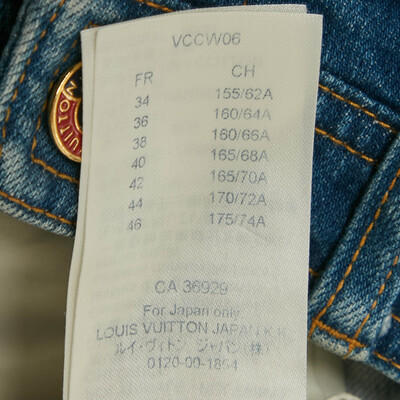 VCCW06
FR CH
34 155/62A
36 160/64A
38 160/66A
40 165/68A
42 165/70A
44 170/72A
46 175/74A
CA 36929
For Japan only
LOUIS VUITTON JAPAN K.K
ルイ・ヴィトン ジャパン(株)
0120-00-1854
VUITTON